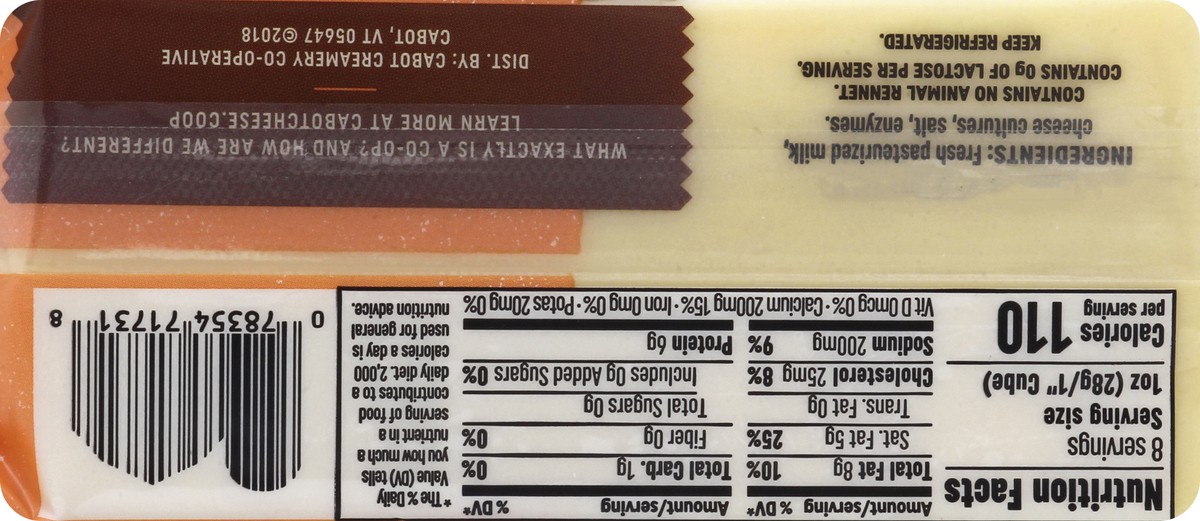 Nutrition Facts
8 servings
Serving size
1oz (28g/1" Cube)
Calories 110
per serving
Amount/serving % DV*
Total Fat 8g 10%
Sat. Fat 5g 25%
Trans. Fat 0g
Cholesterol 25mg 8%
Sodium 200mg 9%
Amount/serving % DV*
Total Carb. 1g 0%
Fiber 0g 0%
Total Sugars 0g
Includes 0g Added Sugars 0%
Protein 6g
Vit D 0mcg 0% • Calcium 200mg 15% • Iron 0mg 0% • Potas 20mg 0%
* The % Daily
Value (DV) tells
you how much a
nutrient in a
serving of food
contributes to a
daily diet. 2,000
calories a day is
used for general
nutrition advice.
0 78354 71731 8
INGREDIENTS: Fresh pasteurized milk,
cheese cultures, salt, enzymes.
CONTAINS NO ANIMAL RENNET.
CONTAINS 0g OF LACTOSE PER SERVING.
KEEP REFRIGERATED.
WHAT EXACTLY IS A CO-OP? AND HOW ARE WE DIFFERENT?
LEARN MORE AT CABOTCHEESE.COOP
DIST. BY: CABOT CREAMERY CO-OPERATIVE
CABOT, VT 05647 ©2018